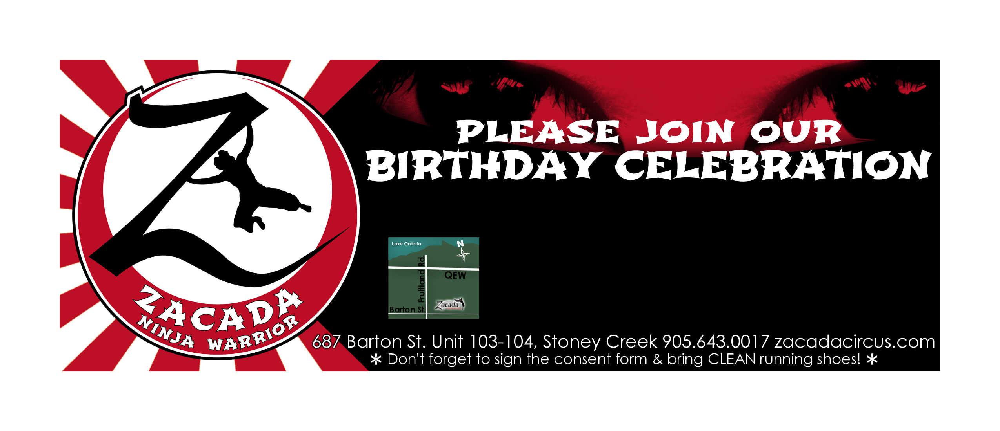 ZACADA
NINJA WARRIOR
PLEASE JOIN OUR
BIRTHDAY CELEBRATION
Lake Ontario
N
Fruitland Rd.
QEW
Zacada
Barton St.
687 Barton St. Unit 103-104, Stoney Creek 905.643.0017 zacadacircus.com
* Don't forget to sign the consent form & bring CLEAN running shoes! *